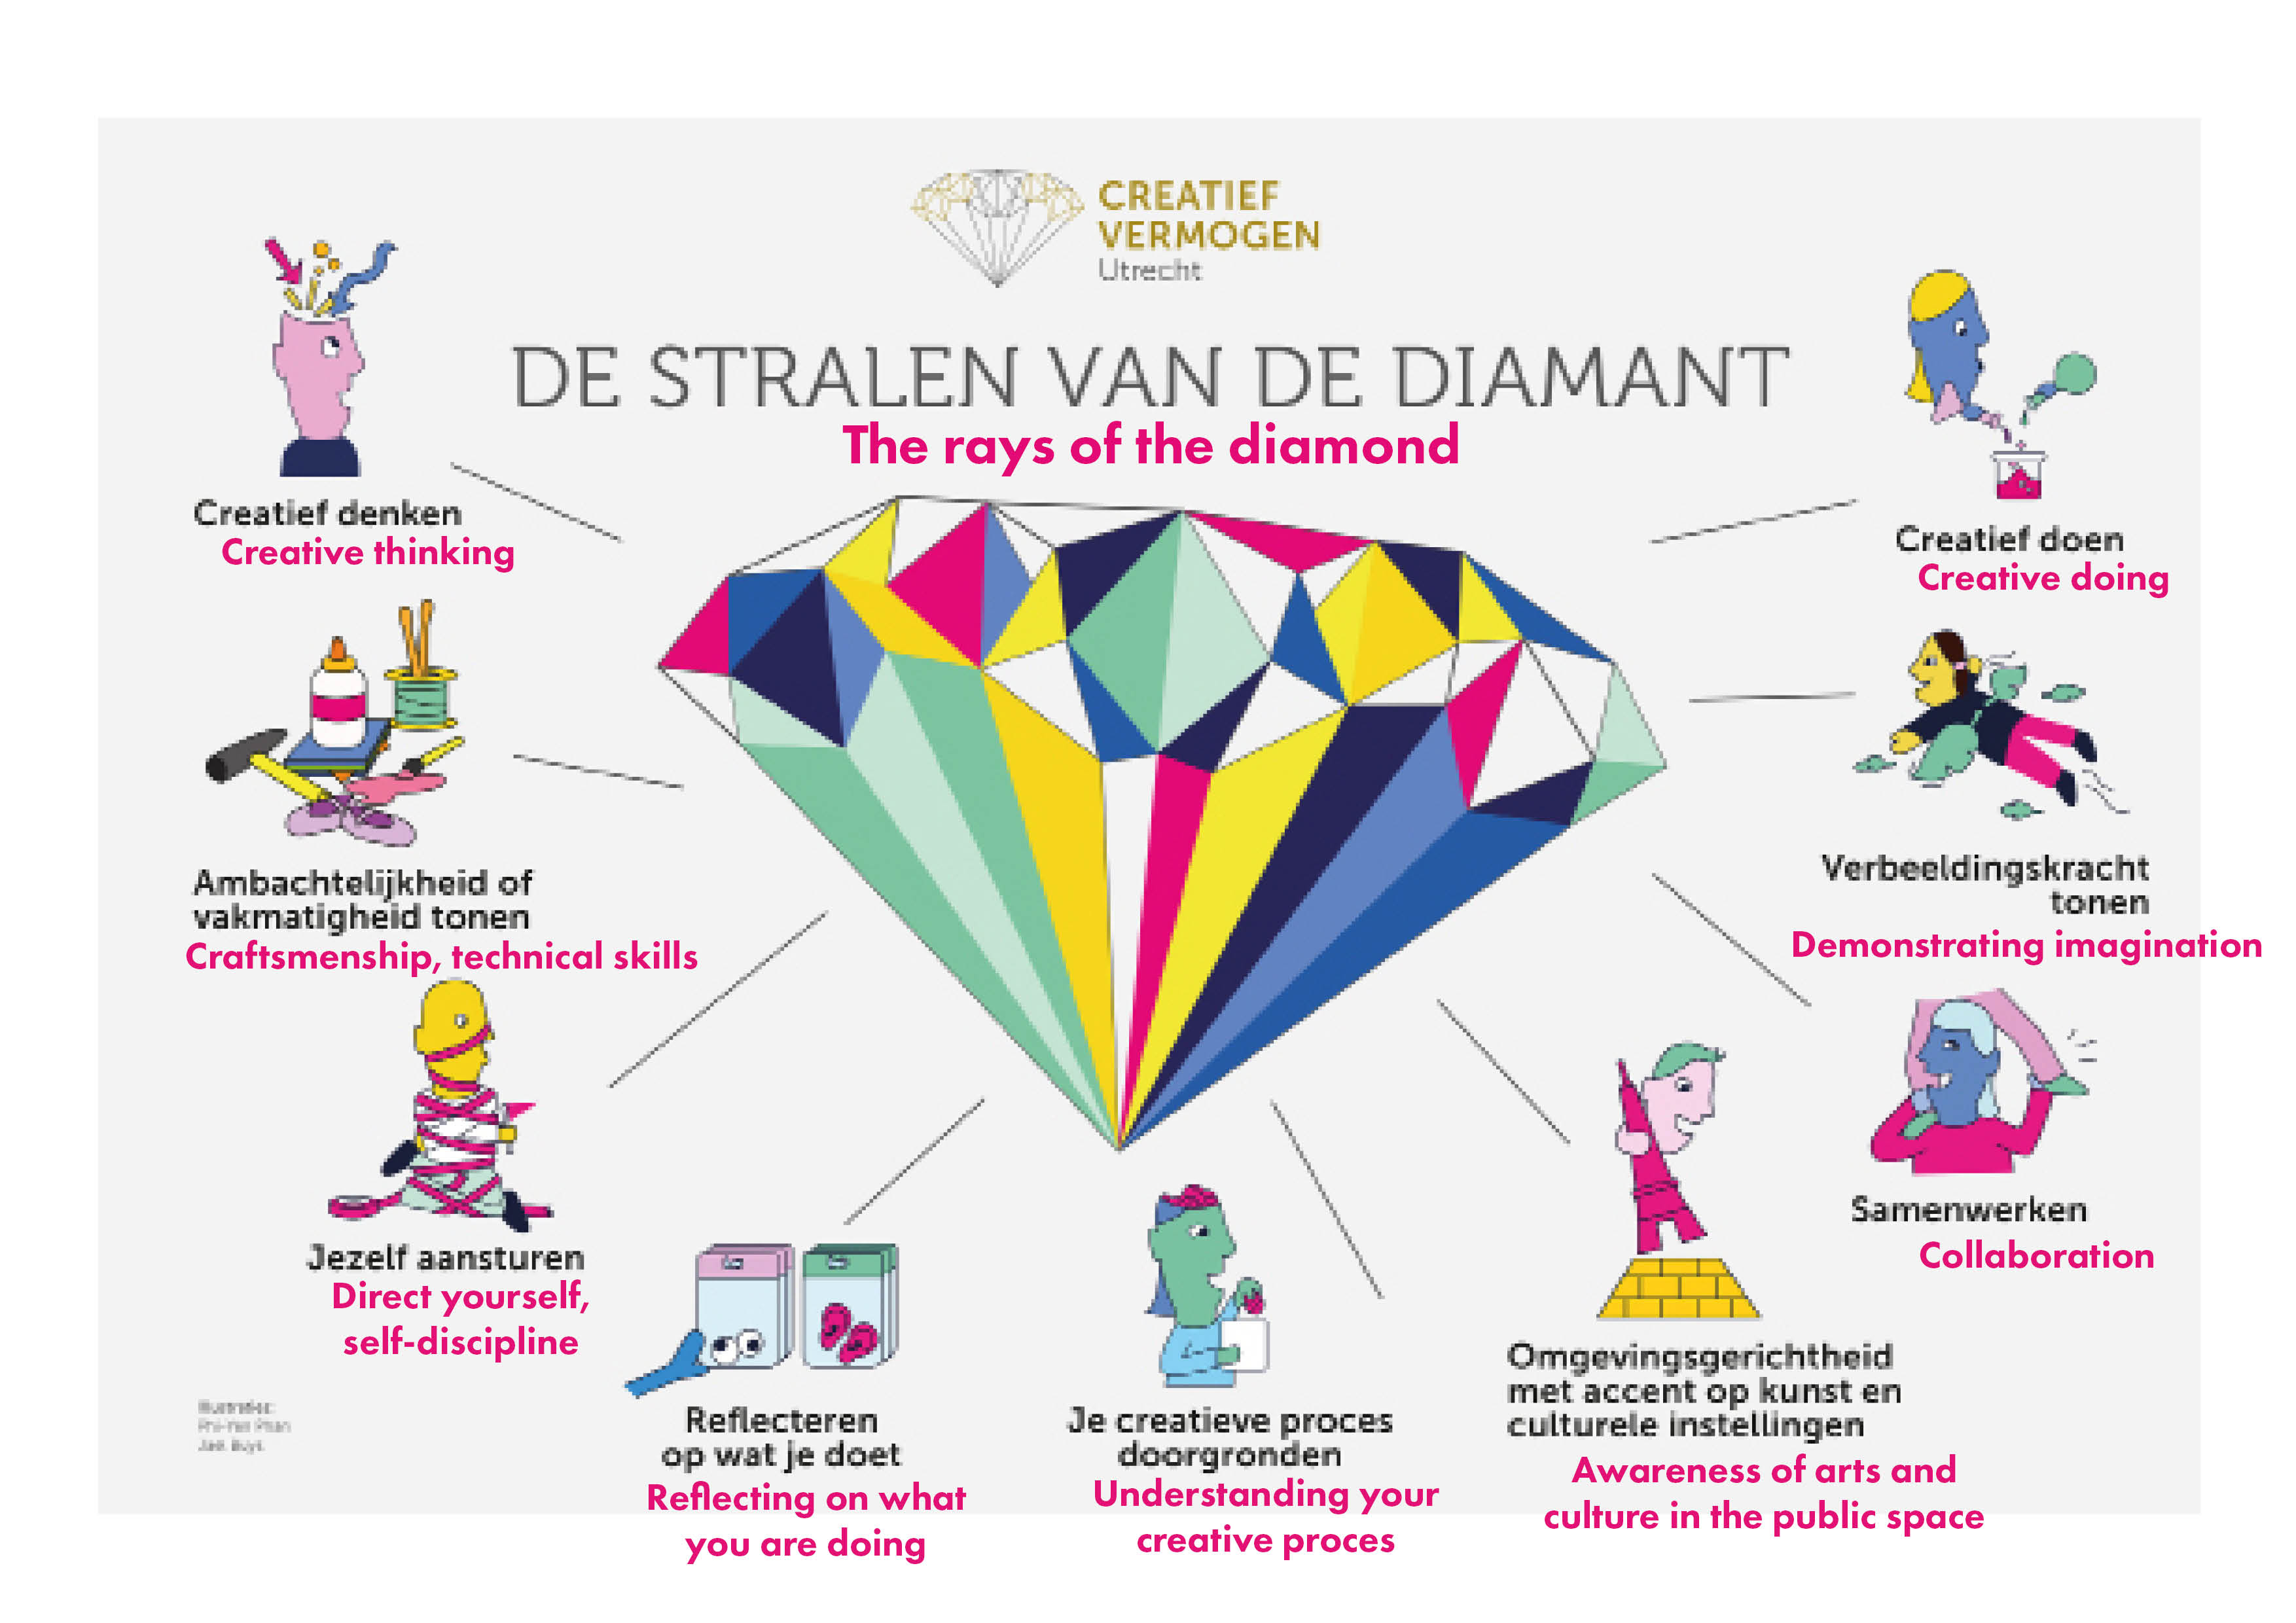 CREATIEF
VERMOGEN
Utrecht
DE STRALEN VAN DE DIAMANT
The rays of the diamond
Creatief denken
Creative thinking
Ambachtelijkheid of
vakmatigheid tonen
Craftsmenship, technical skills
Jezelf aansturen
Direct yourself,
self-discipline
Reflecteren
op wat je doet
Reflecting on what
you are doing
Je creatieve proces
doorgronden
Understanding your
creative proces
Omgevingsgerichtheid
met accent op kunst en
culturele instellingen
Awareness of arts and
culture in the public space
Samenwerken
Collaboration
Verbeeldingskracht
tonen
Demonstrating imagination
Creatief doen
Creative doing